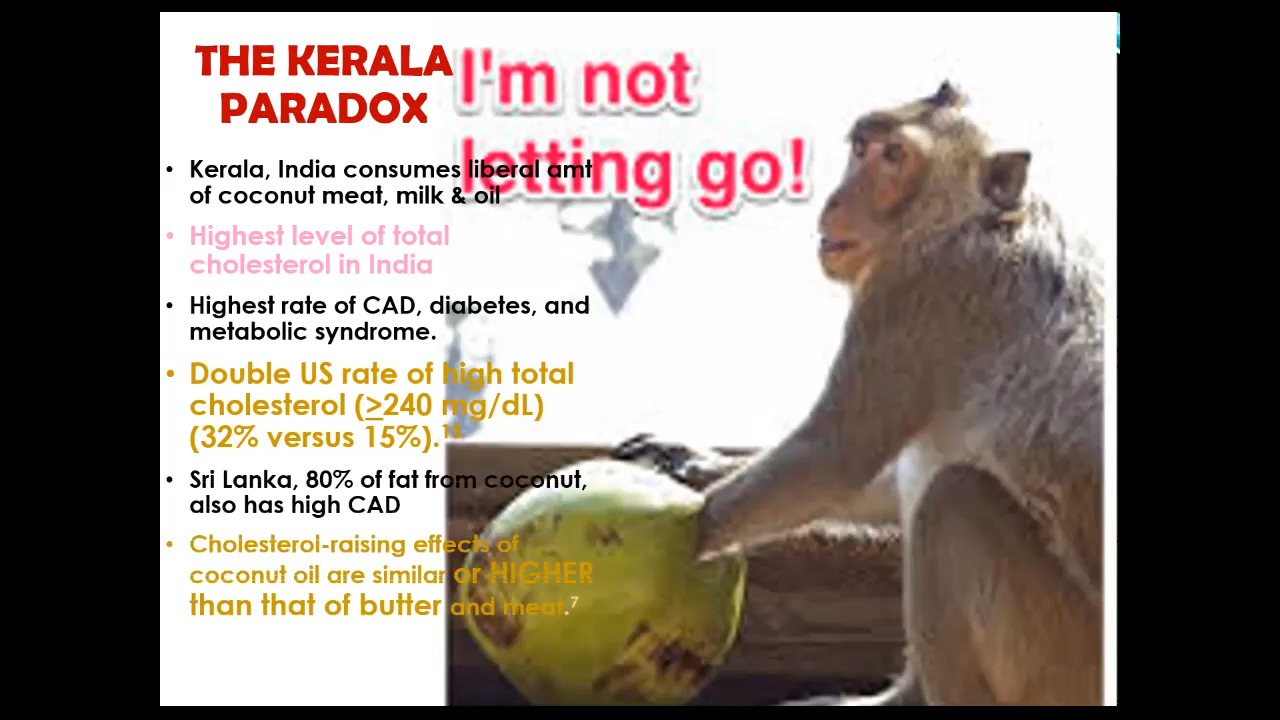 THE KERALA
PARADOX
I'm not
letting go!
• Kerala, India consumes liberal amt
of coconut meat, milk & oil
• Highest level of total
cholesterol in India
• Highest rate of CAD, diabetes, and
metabolic syndrome.
• Double US rate of high total
cholesterol (≥240 mg/dL)
(32% versus 15%).¹⁵
• Sri Lanka, 80% of fat from coconut,
also has high CAD
• Cholesterol-raising effects of
coconut oil are similar or HIGHER
than that of butter and meat.⁷